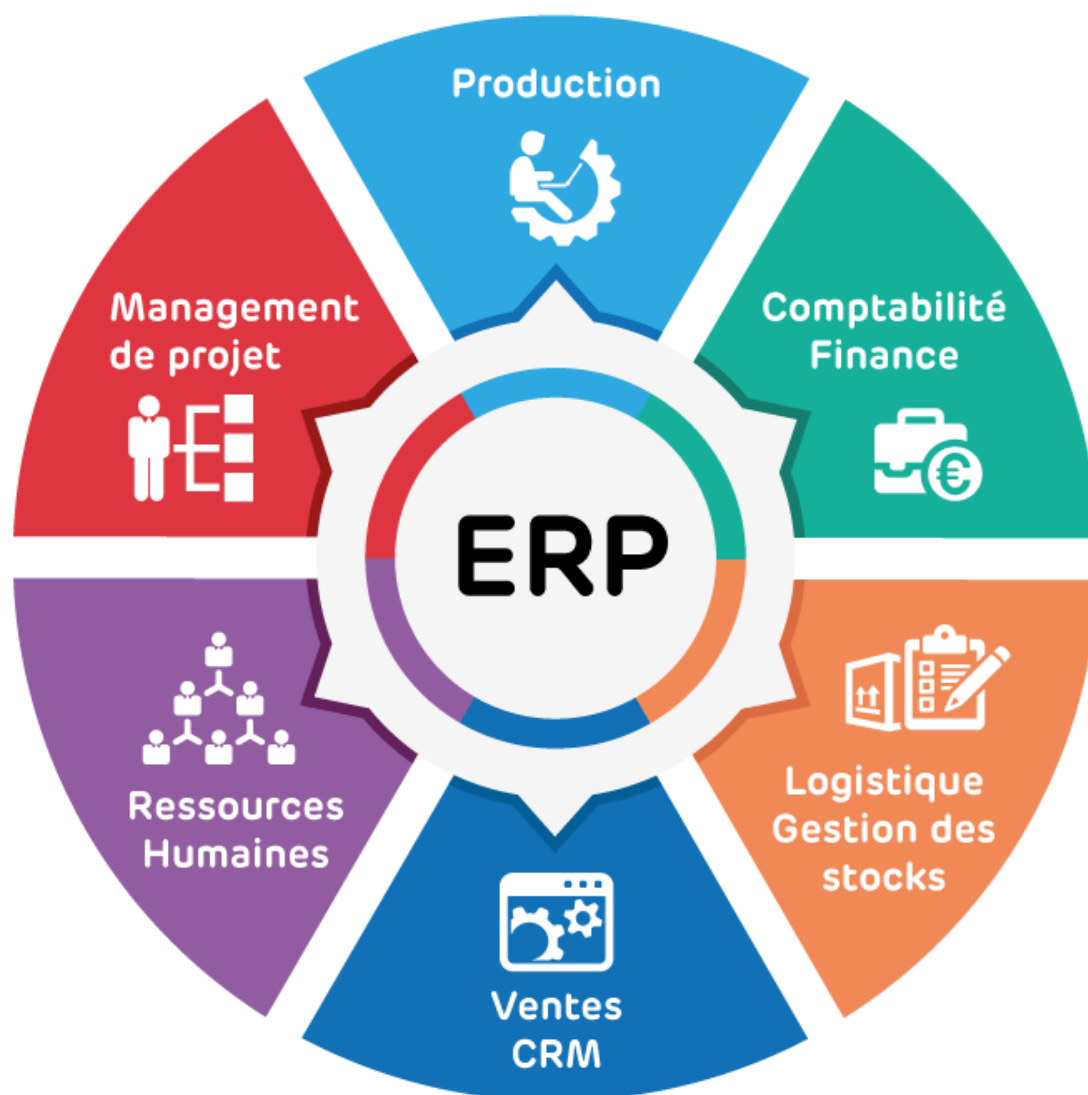 Production
Comptabilité
Finance
Logistique
Gestion des
stocks
Ventes
CRM
Ressources
Humaines
Management
de projet
ERP
€